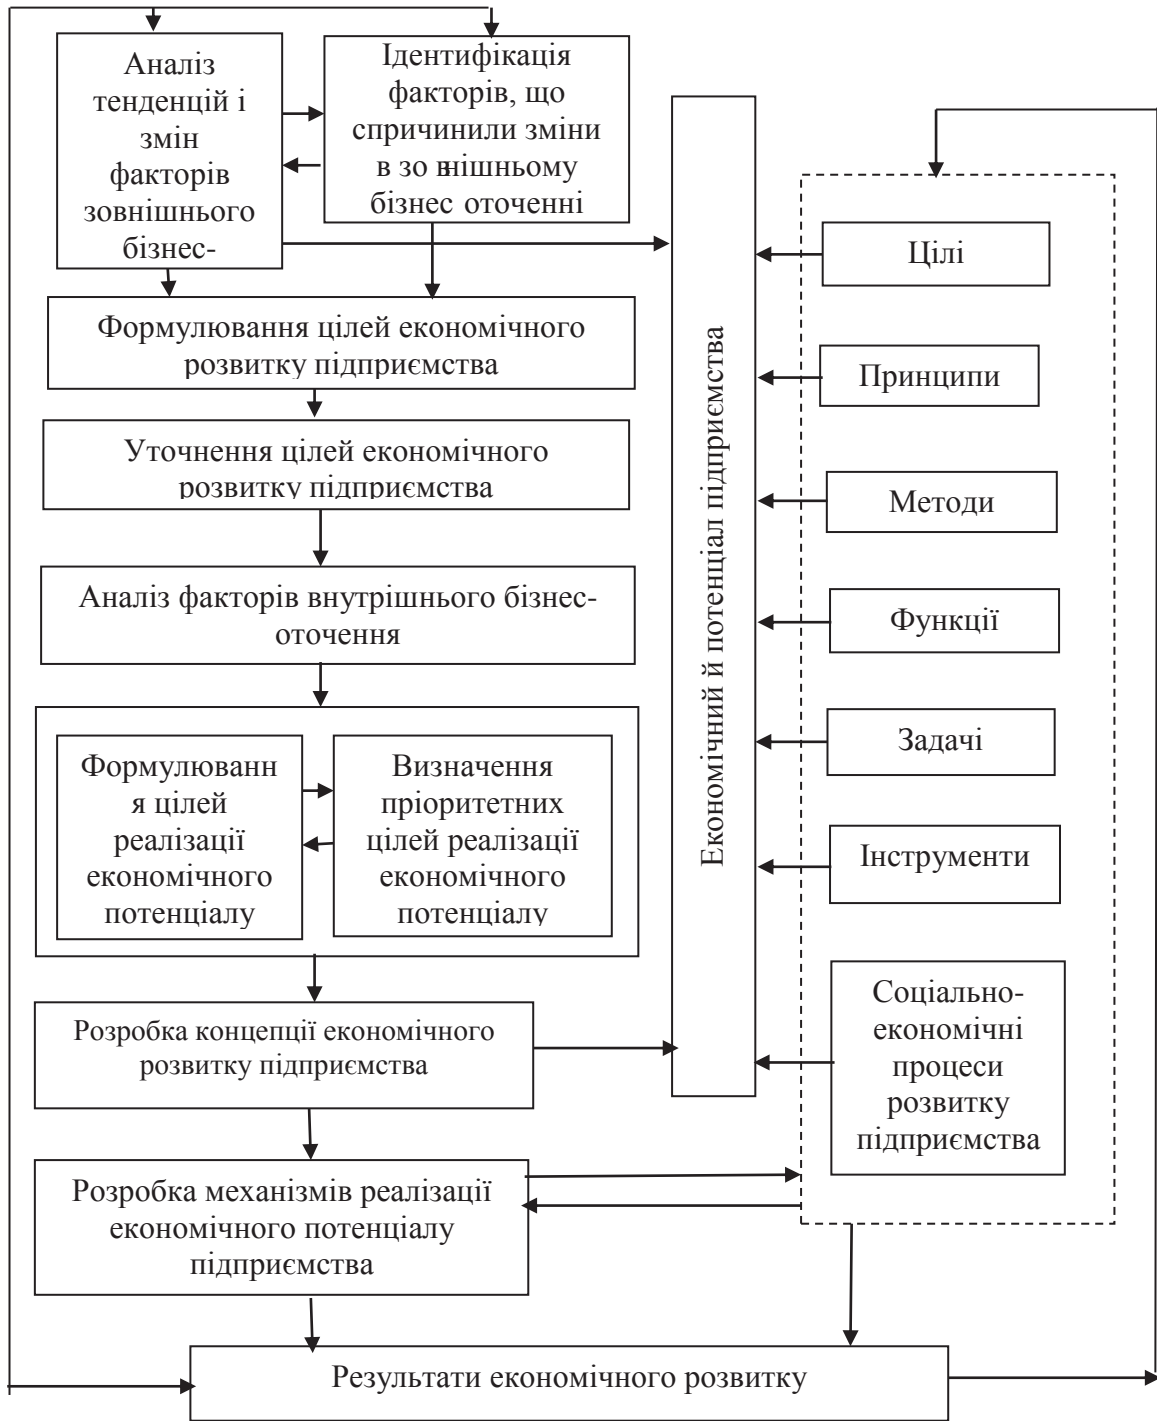 Аналіз
тенденцій і
змін
факторів
зовнішнього
бізнес-
Ідентифікація
факторів, що
спричинили зміни
в зо внішньому
бізнес оточенні
Формулювання цілей економічного
розвитку підприємства
Уточнення цілей економічного
розвитку підприємства
Аналіз факторів внутрішнього бізнес-
оточення
Формулюванн
я цілей
реалізації
економічного
потенціалу
Визначення
пріоритетних
цілей реалізації
економічного
потенціалу
Розробка концепції економічного
розвитку підприємства
Розробка механізмів реалізації
економічного потенціалу
підприємства
Економічний й потенціал підприємства
Цілі
Принципи
Методи
Функції
Задачі
Інструменти
Соціально-
економічні
процеси
розвитку
підприємства
Результати економічного розвитку